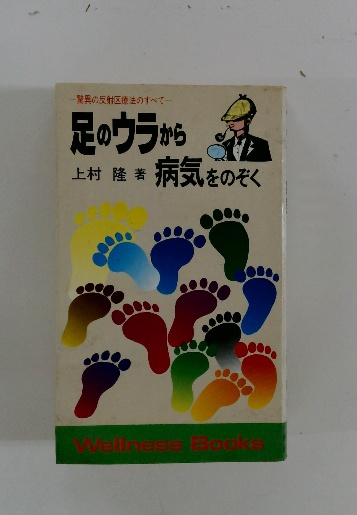 ―驚異の反射区療法のすべて―
足のウラから
病気をのぞく
上村 隆 著
Wellness Books